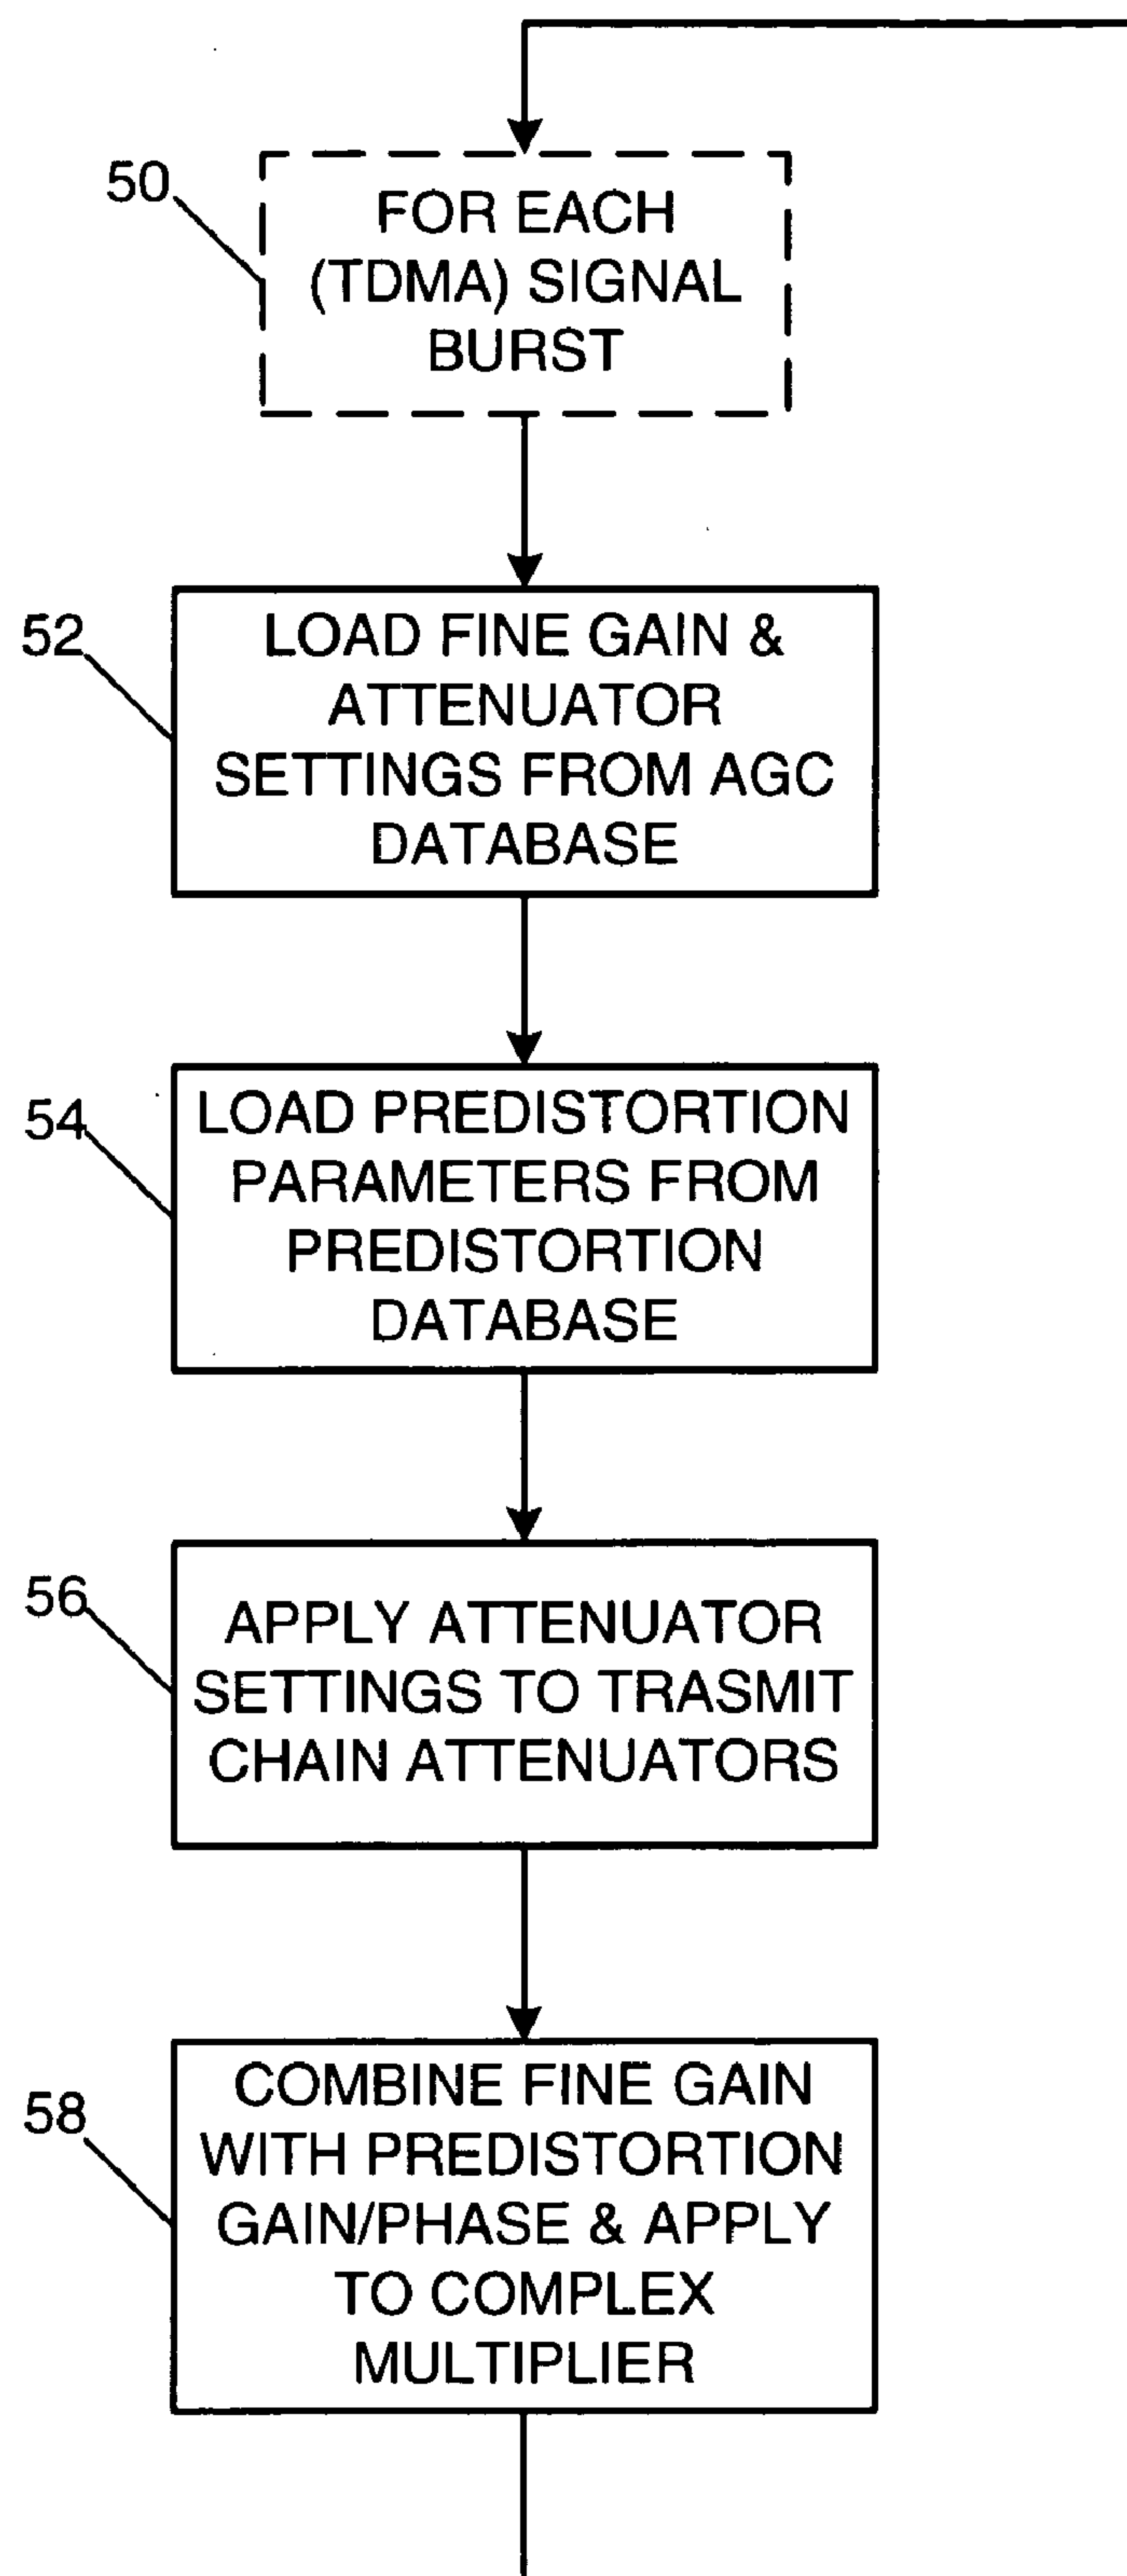 50
FOR EACH
(TDMA) SIGNAL
BURST
52
LOAD FINE GAIN &
ATTENUATOR
SETTINGS FROM AGC
DATABASE
54
LOAD PREDISTORTION
PARAMETERS FROM
PREDISTORTION
DATABASE
56
APPLY ATTENUATOR
SETTINGS TO TRASMIT
CHAIN ATTENUATORS
58
COMBINE FINE GAIN
WITH PREDISTORTION
GAIN/PHASE & APPLY
TO COMPLEX
MULTIPLIER